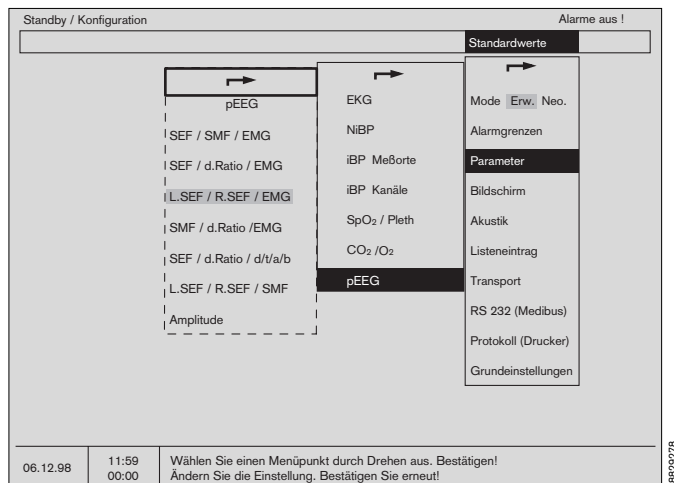 Standby / Konfiguration
Alarme aus !
Standardwerte
pEEG
SEF / SMF / EMG
SEF / d.Ratio / EMG
L.SEF / R.SEF / EMG
SMF / d.Ratio /EMG
SEF / d.Ratio / d/t/a/b
L.SEF / R.SEF / SMF
Amplitude
EKG
NiBP
iBP Meßorte
iBP Kanäle
SpO2 / Pleth
CO2 /O2
pEEG
Mode Erw. Neo.
Alarmgrenzen
Parameter
Bildschirm
Akustik
Listeneintrag
Transport
RS 232 (Medibus)
Protokoll (Drucker)
Grundeinstellungen
06.12.98
11:59
00:00
Wählen Sie einen Menüpunkt durch Drehen aus. Bestätigen!
Ändern Sie die Einstellung. Bestätigen Sie erneut!
8829278